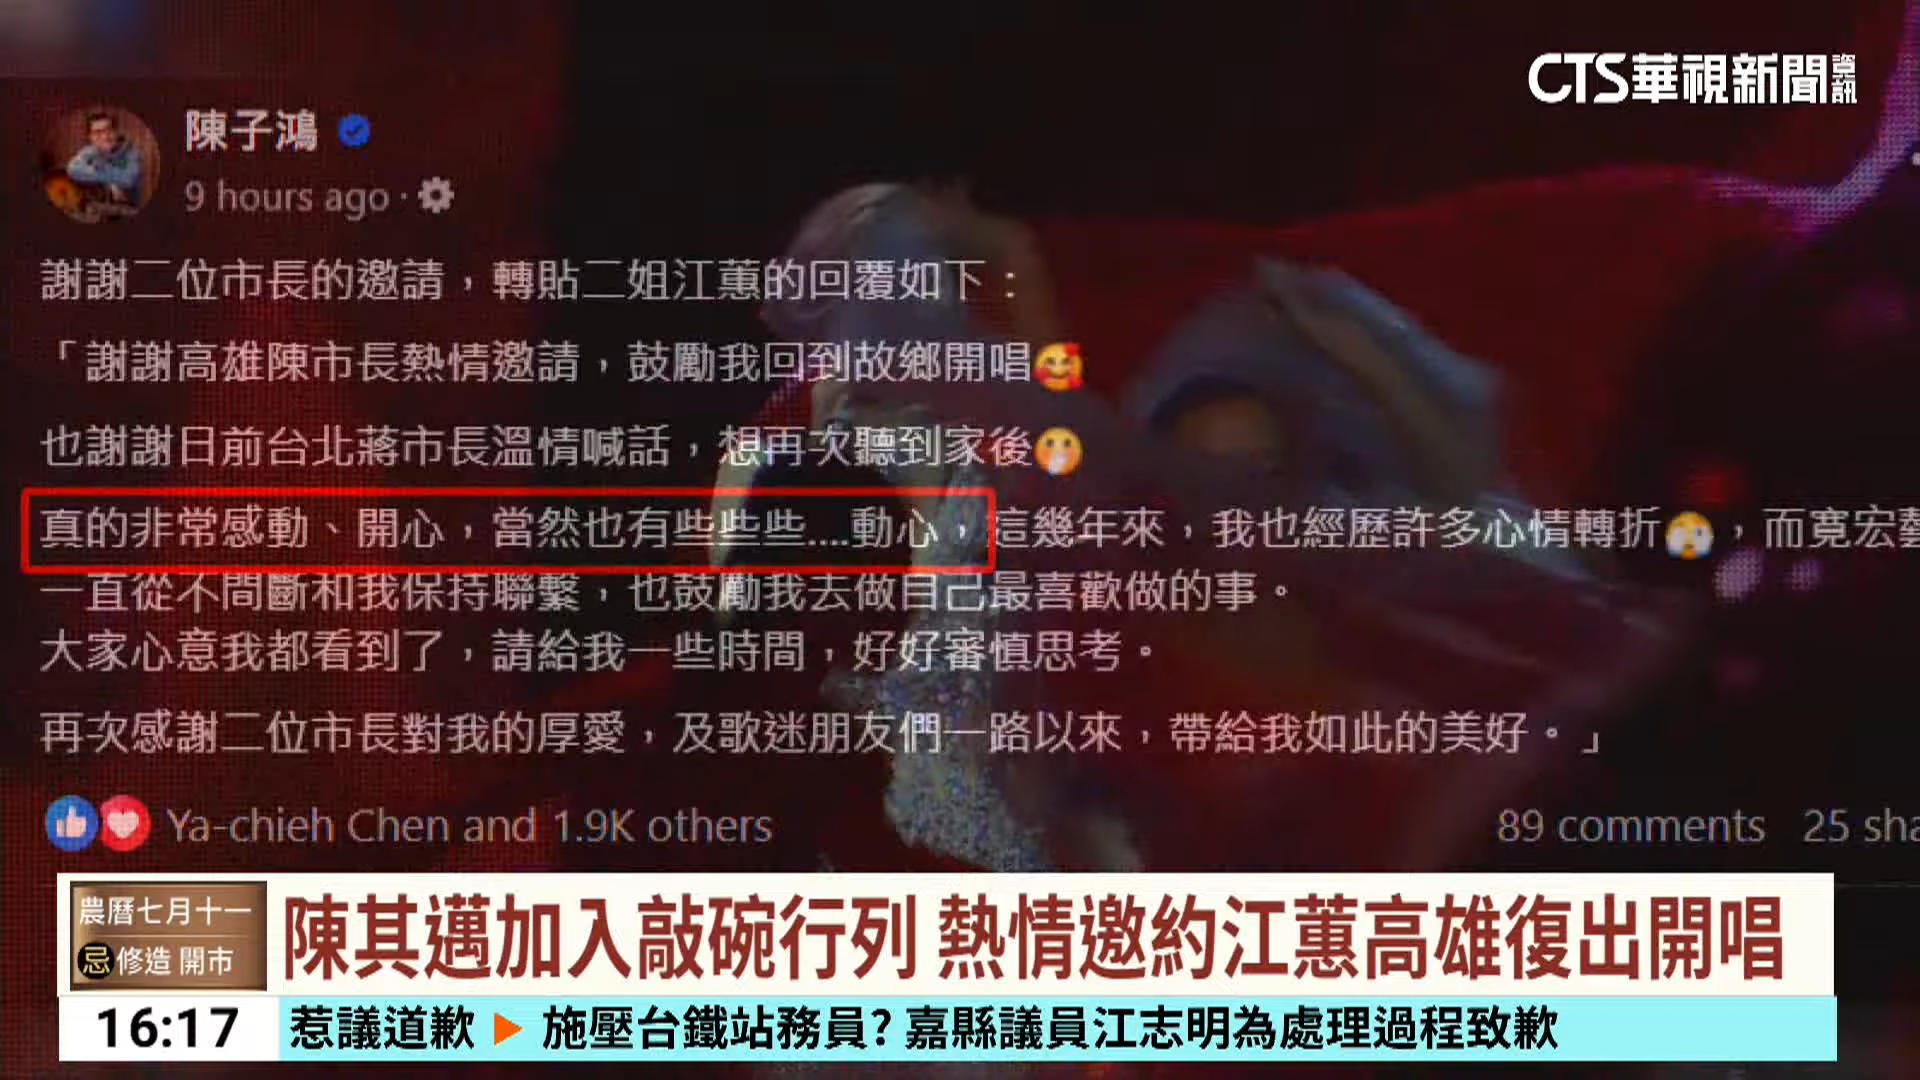 CTS華視新聞資訊
陳子鴻
9 hours ago ·
謝謝二位市長的邀請，轉貼二姐江蕙的回覆如下：
「謝謝高雄陳市長熱情邀請，鼓勵我回到故鄉開唱🥰
也謝謝日前台北蔣市長溫情喊話，想再次聽到家後🤫
真的非常感動、開心，當然也有些些些....動心，這幾年來，我也經歷許多心情轉折😲，而寬宏藝
一直從不間斷和我保持聯繫，也鼓勵我去做自己最喜歡做的事。
大家心意我都看到了，請給我一些時間，好好審慎思考。
再次感謝二位市長對我的厚愛，及歌迷朋友們一路以來，帶給我如此的美好。」
Ya-chieh Chen and 1.9K others
89 comments 25 sha
農曆七月十一
忌 修造 開市
陳其邁加入敲碗行列 熱情邀約江蕙高雄復出開唱
16:17
惹議道歉 ▶ 施壓台鐵站務員? 嘉縣議員江志明為處理過程致歉